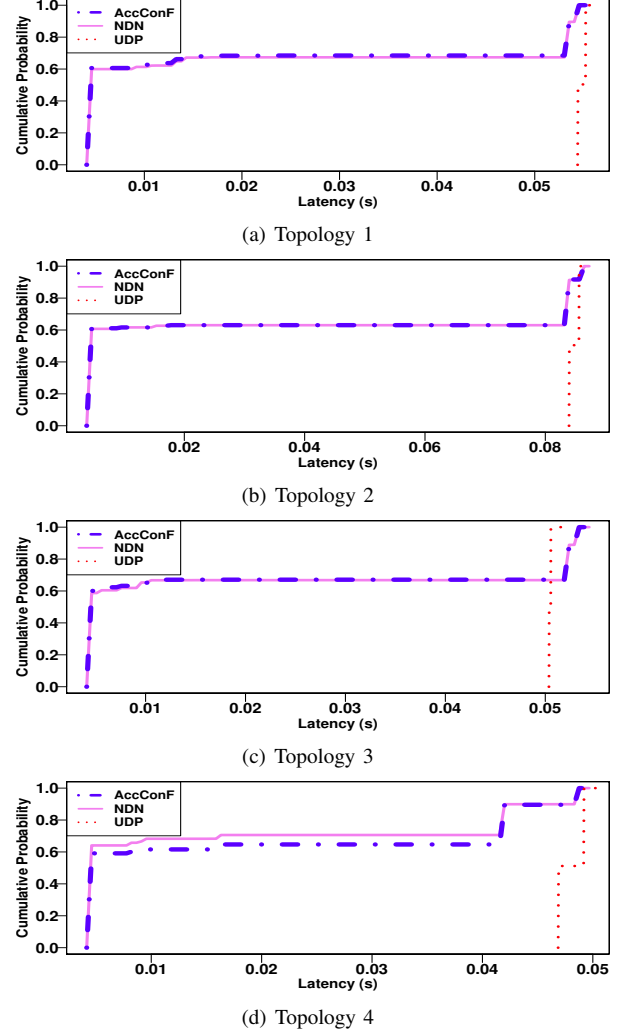 AccConF
NDN
UDP
Cumulative Probability
1.0
0.8
0.6
0.4
0.2
0.0
0.01 0.02 0.03 0.04 0.05
Latency (s)
(a) Topology 1
AccConF
NDN
UDP
Cumulative Probability
1.0
0.8
0.6
0.4
0.2
0.0
0.02 0.04 0.06 0.08
Latency (s)
(b) Topology 2
AccConF
NDN
UDP
Cumulative Probability
1.0
0.8
0.6
0.4
0.2
0.0
0.01 0.02 0.03 0.04 0.05
Latency (s)
(c) Topology 3
AccConF
NDN
UDP
Cumulative Probability
1.0
0.8
0.6
0.4
0.2
0.0
0.01 0.02 0.03 0.04 0.05
Latency (s)
(d) Topology 4